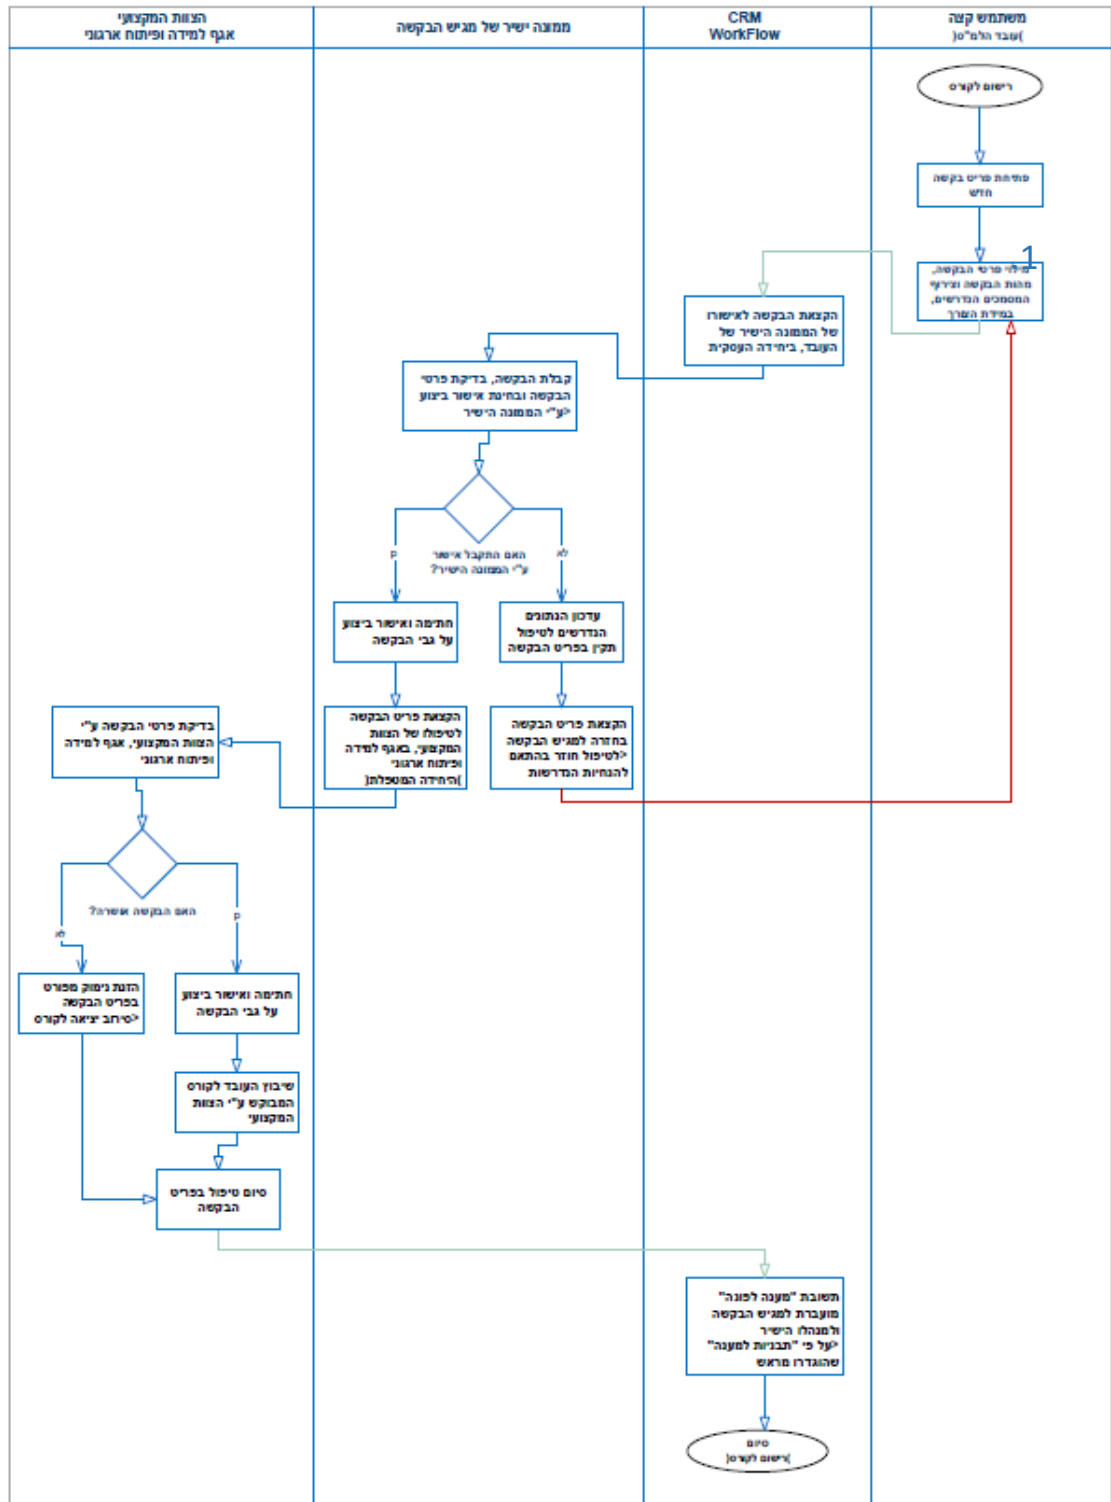 משתמש קצה
)עובד הלמ"ס(
CRM
WorkFlow
ממונה ישיר של מגיש הבקשה
הצוות המקצועי
אגף למידה ופיתוח ארגוני
רישום לקורס
פתיחת פריט בקשה
חדש
1
מילוי פרטי הבקשה,
מהות הבקשה וצירוף
המסמכים הנדרשים,
במידת הצורך
הקצאת הבקשה לאישורו
של הממונה הישיר של
העובד, ביחידה העסקית
קבלת הבקשה, בדיקת פרטי
הבקשה ובחינת אישור ביצוע
>ע"י הממונה הישיר
האם התקבל אישור
ע"י הממונה הישיר?
לא
כן
עדכון הנתונים
הנדרשים לטיפול
תקין בפריט הבקשה
חתימה ואישור ביצוע
על גבי הבקשה
הקצאת פריט הבקשה
בחזרה למגיש הבקשה
>לטיפול חוזר בהתאם
להנחיות הנדרשות
הקצאת פריט הבקשה
לטיפולו של הצוות
המקצועי, באגף למידה
ופיתוח ארגוני
)היחידה המטפלת(
בדיקת פרטי הבקשה ע"י
הצוות המקצועי, אגף למידה
ופיתוח ארגוני
האם הבקשה אושרה?
כן
לא
חתימה ואישור ביצוע
על גבי הבקשה
הזנת נימוק מפורט
בפריט הבקשה
>סירוב יציאה לקורס
שיבוץ העובד לקורס
המבוקש ע"י הצוות
המקצועי
סיום טיפול בפריט
הבקשה
תשובת "מענה לפונה"
מועברת למגיש הבקשה
ולמנהלו הישיר
>על פי "תבניות למענה"
שהוגדרו מראש
סיום
)רישום לקורס(